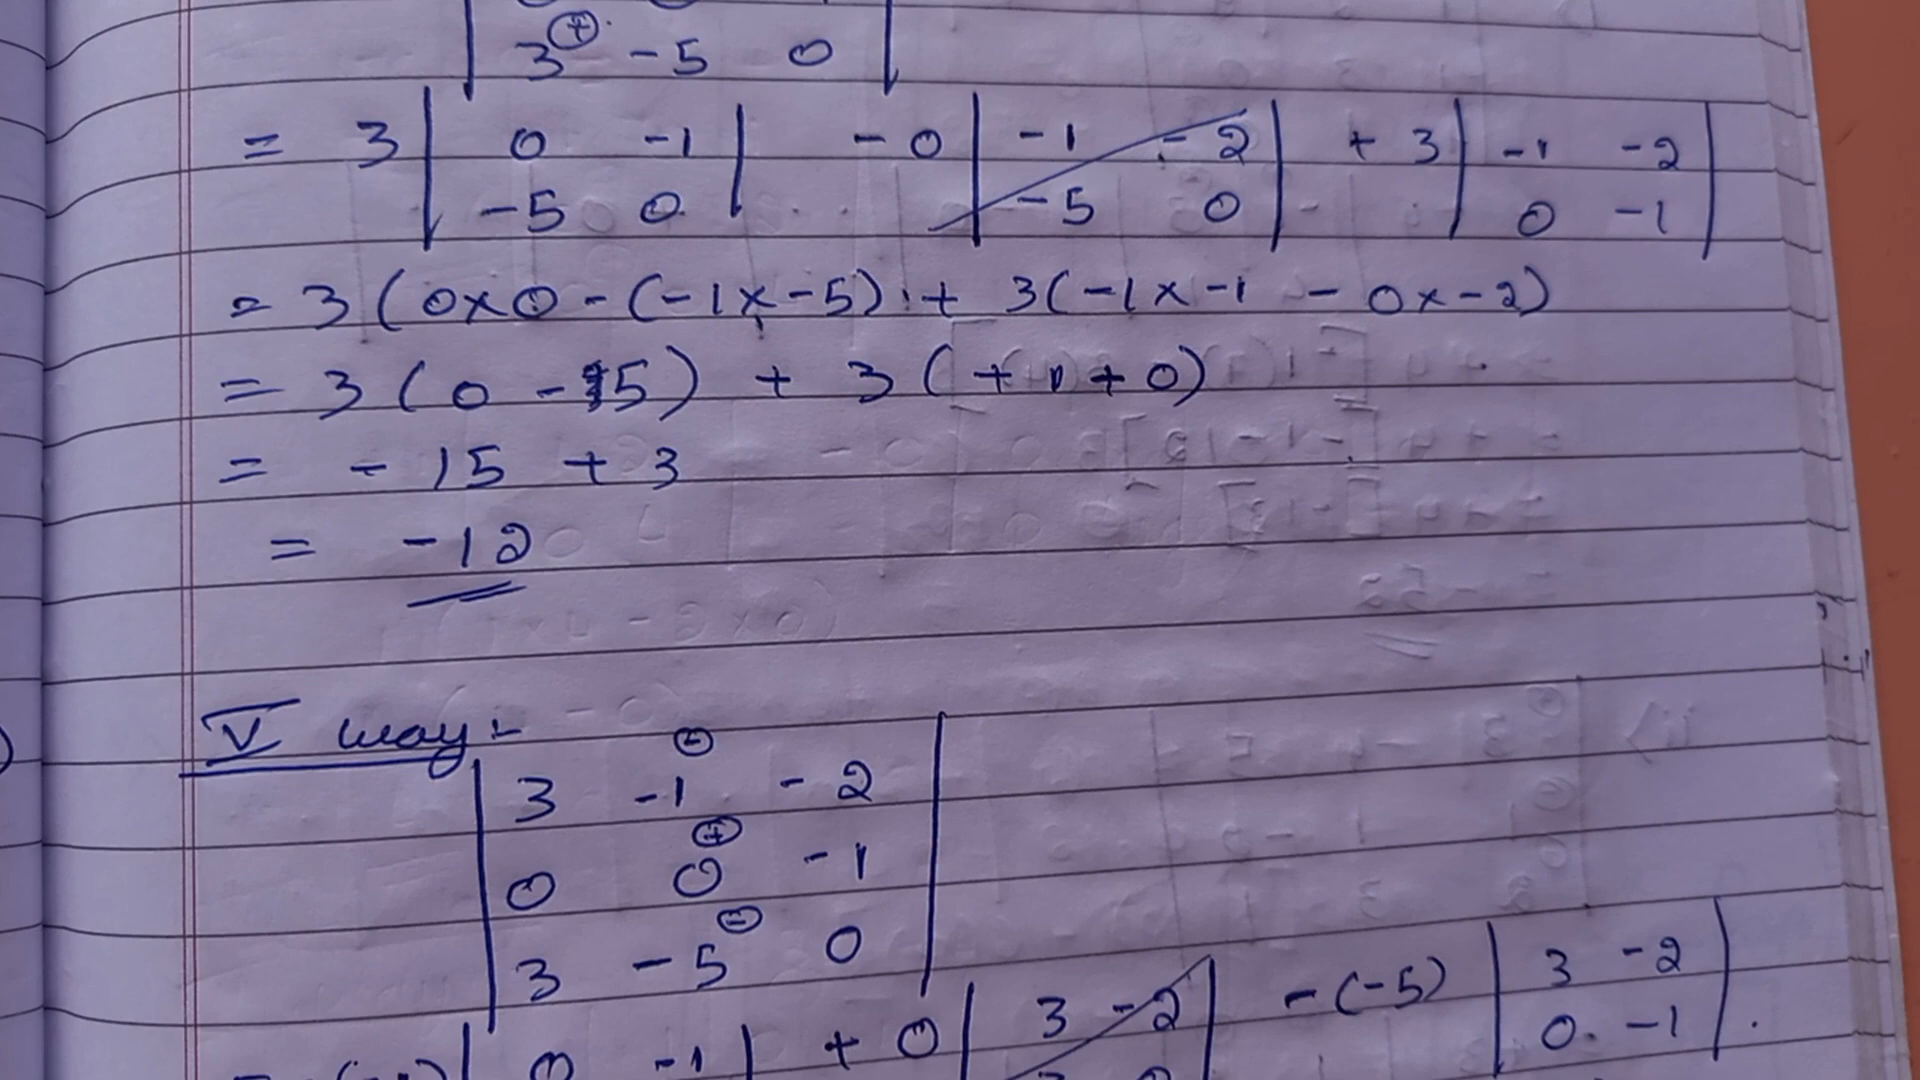 3 ⊕ -5 0
= 3 | 0 -1 | - 0 | -1 -2 | + 3 | -1 -2 |
| -5 0 | | -5 0 | | 0 -1 |
= 3 (0×0 - (-1×-5) + 3(-1×-1 - 0×-2)
= 3 (0 - 5) + 3 (+1 + 0)
= - 15 + 3
= -12
V way:-
⊖
| 3 -1 -2 |
⊕
| 0 0 -1 |
⊖
| 3 -5 0 |
| 0 -1 | + 0 | 3 -2 | - (-5) | 3 -2 |
| 0 -1 |.